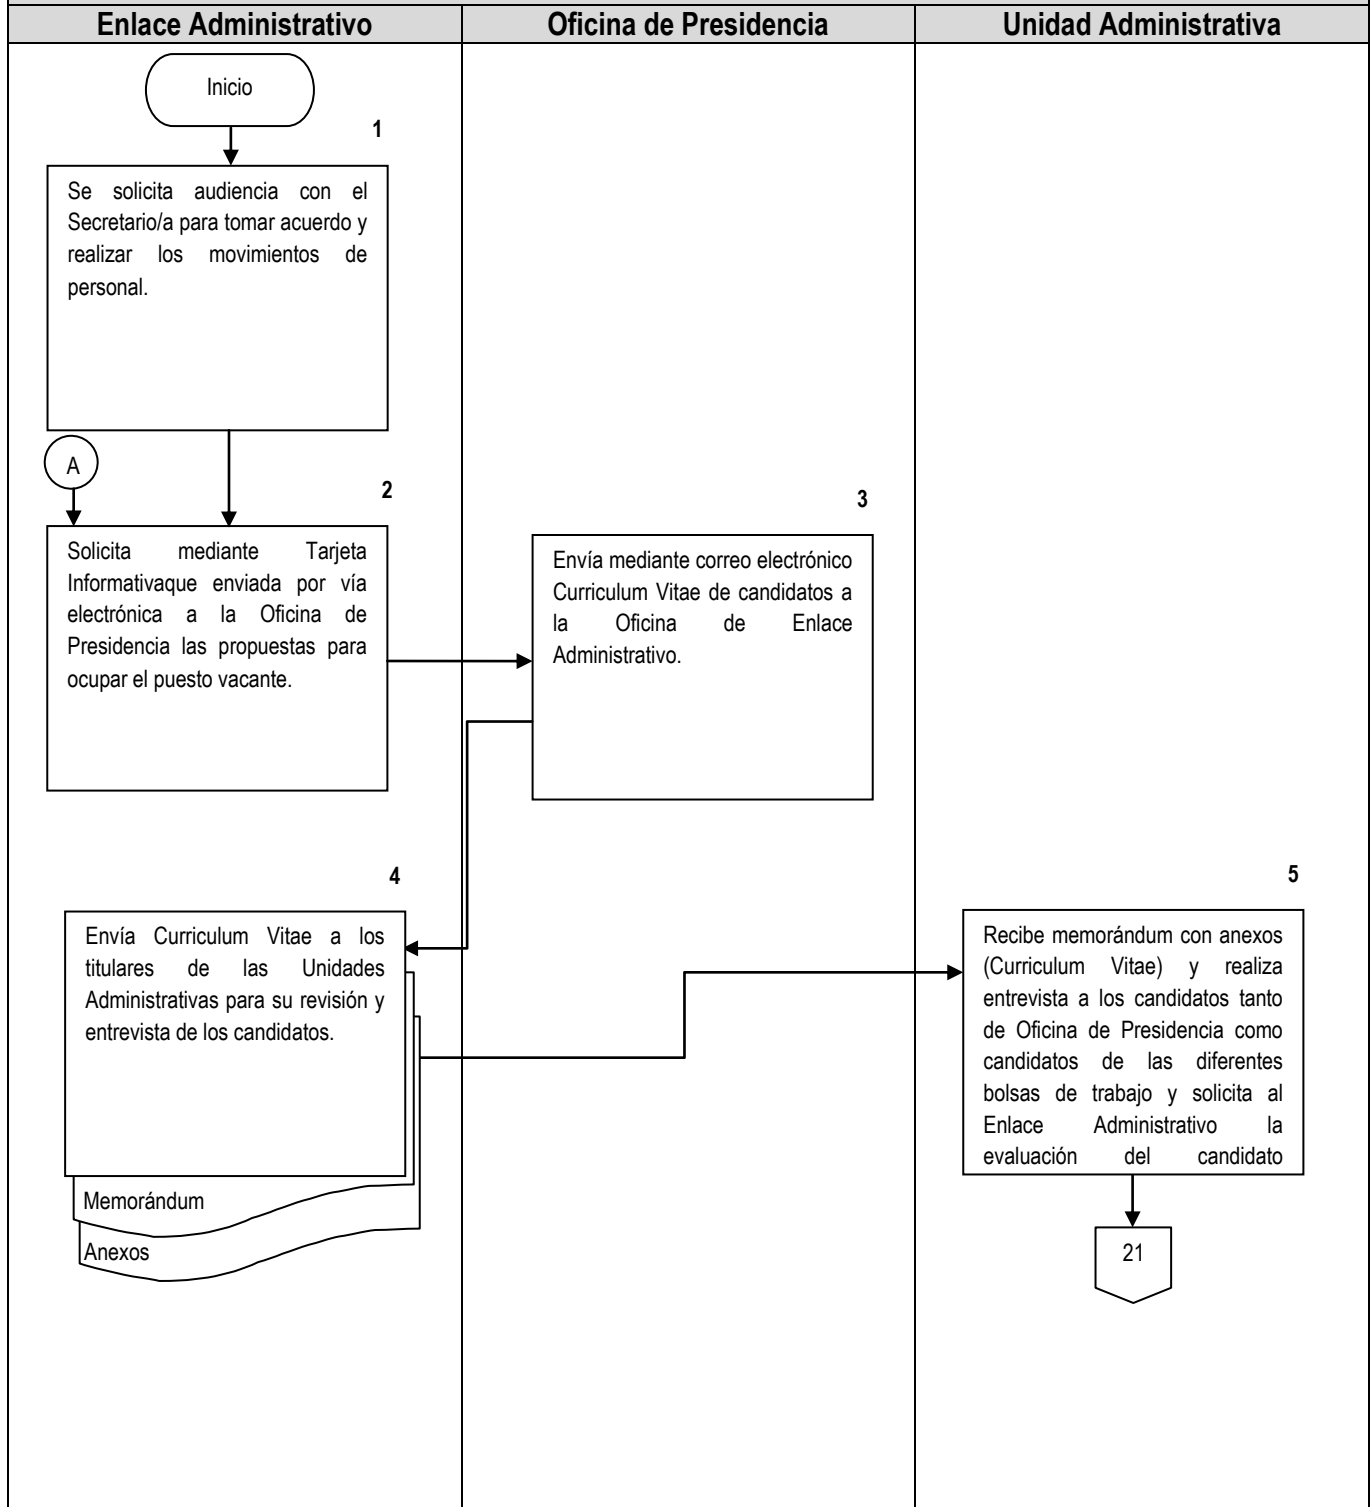 Enlace Administrativo
Oficina de Presidencia
Unidad Administrativa
Inicio
1
Se solicita audiencia con el
Secretario/a para tomar acuerdo y
realizar los movimientos de
personal.
A
2
Solicita mediante Tarjeta
Informativaque enviada por vía
electrónica a la Oficina de
Presidencia las propuestas para
ocupar el puesto vacante.
3
Envía mediante correo electrónico
Curriculum Vitae de candidatos a
la Oficina de Enlace
Administrativo.
4
Envía Curriculum Vitae a los
titulares de las Unidades
Administrativas para su revisión y
entrevista de los candidatos.
Memorándum
Anexos
5
Recibe memorándum con anexos
(Curriculum Vitae) y realiza
entrevista a los candidatos tanto
de Oficina de Presidencia como
candidatos de las diferentes
bolsas de trabajo y solicita al
Enlace Administrativo la
evaluación del candidato
21